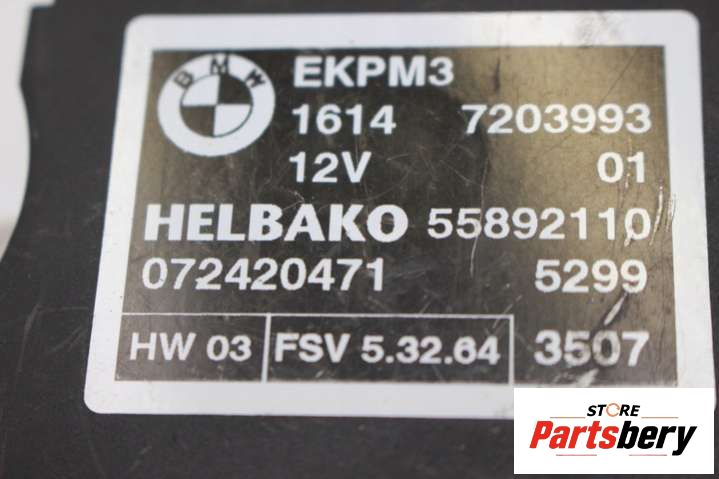 BMW
EKPM3
1614 7203993
12V 01
HELBAKO 55892110
072420471 5299
HW 03 FSV 5.32.64 3507
STORE
Partsbery